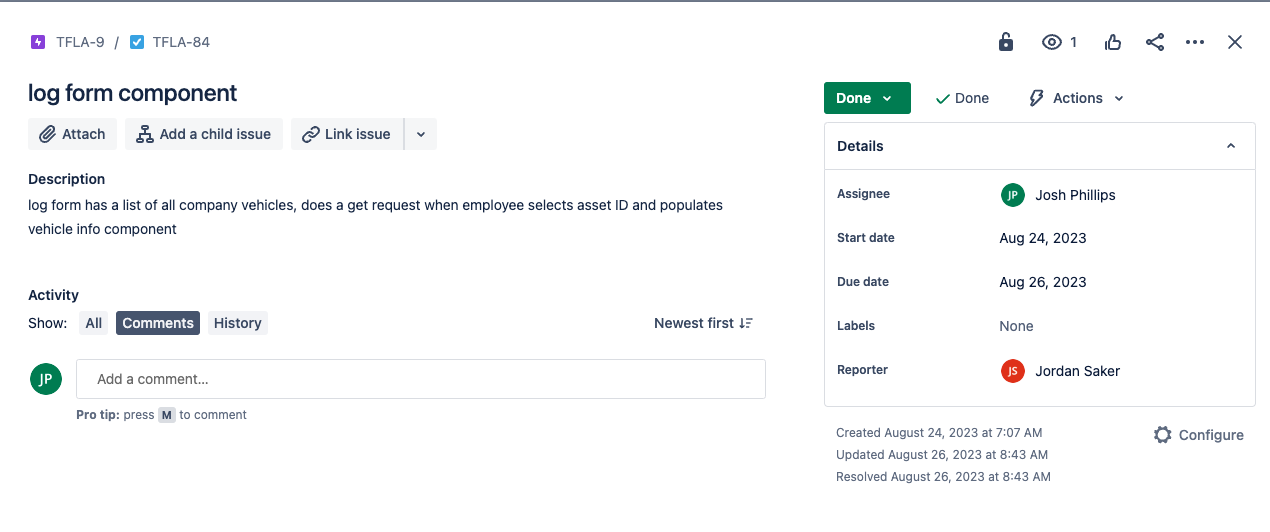 TFLA-9 / TFLA-84
1
log form component
Done
Done
Actions
Attach
Add a child issue
Link issue
Description
log form has a list of all company vehicles, does a get request when employee selects asset ID and populates
vehicle info component
Activity
Show: All Comments History
Newest first
JP
Add a comment...
Pro tip: press M to comment
Details
Assignee JP Josh Phillips
Start date Aug 24, 2023
Due date Aug 26, 2023
Labels None
Reporter JS Jordan Saker
Created August 24, 2023 at 7:07 AM
Updated August 26, 2023 at 8:43 AM
Resolved August 26, 2023 at 8:43 AM
Configure